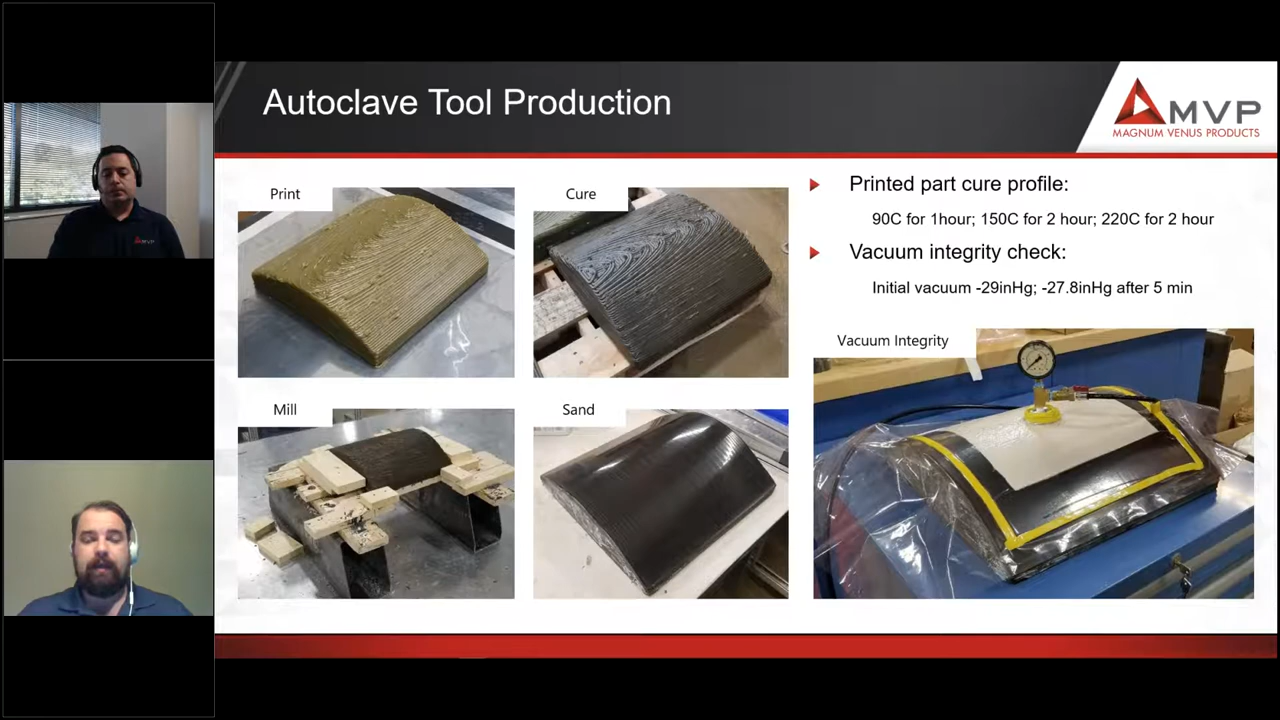 Autoclave Tool Production
MVP
MAGNUM VENUS PRODUCTS
Print
Cure
Mill
Sand
Printed part cure profile:
90C for 1hour; 150C for 2 hour; 220C for 2 hour
Vacuum integrity check:
Initial vacuum -29inHg; -27.8inHg after 5 min
Vacuum Integrity
MVP